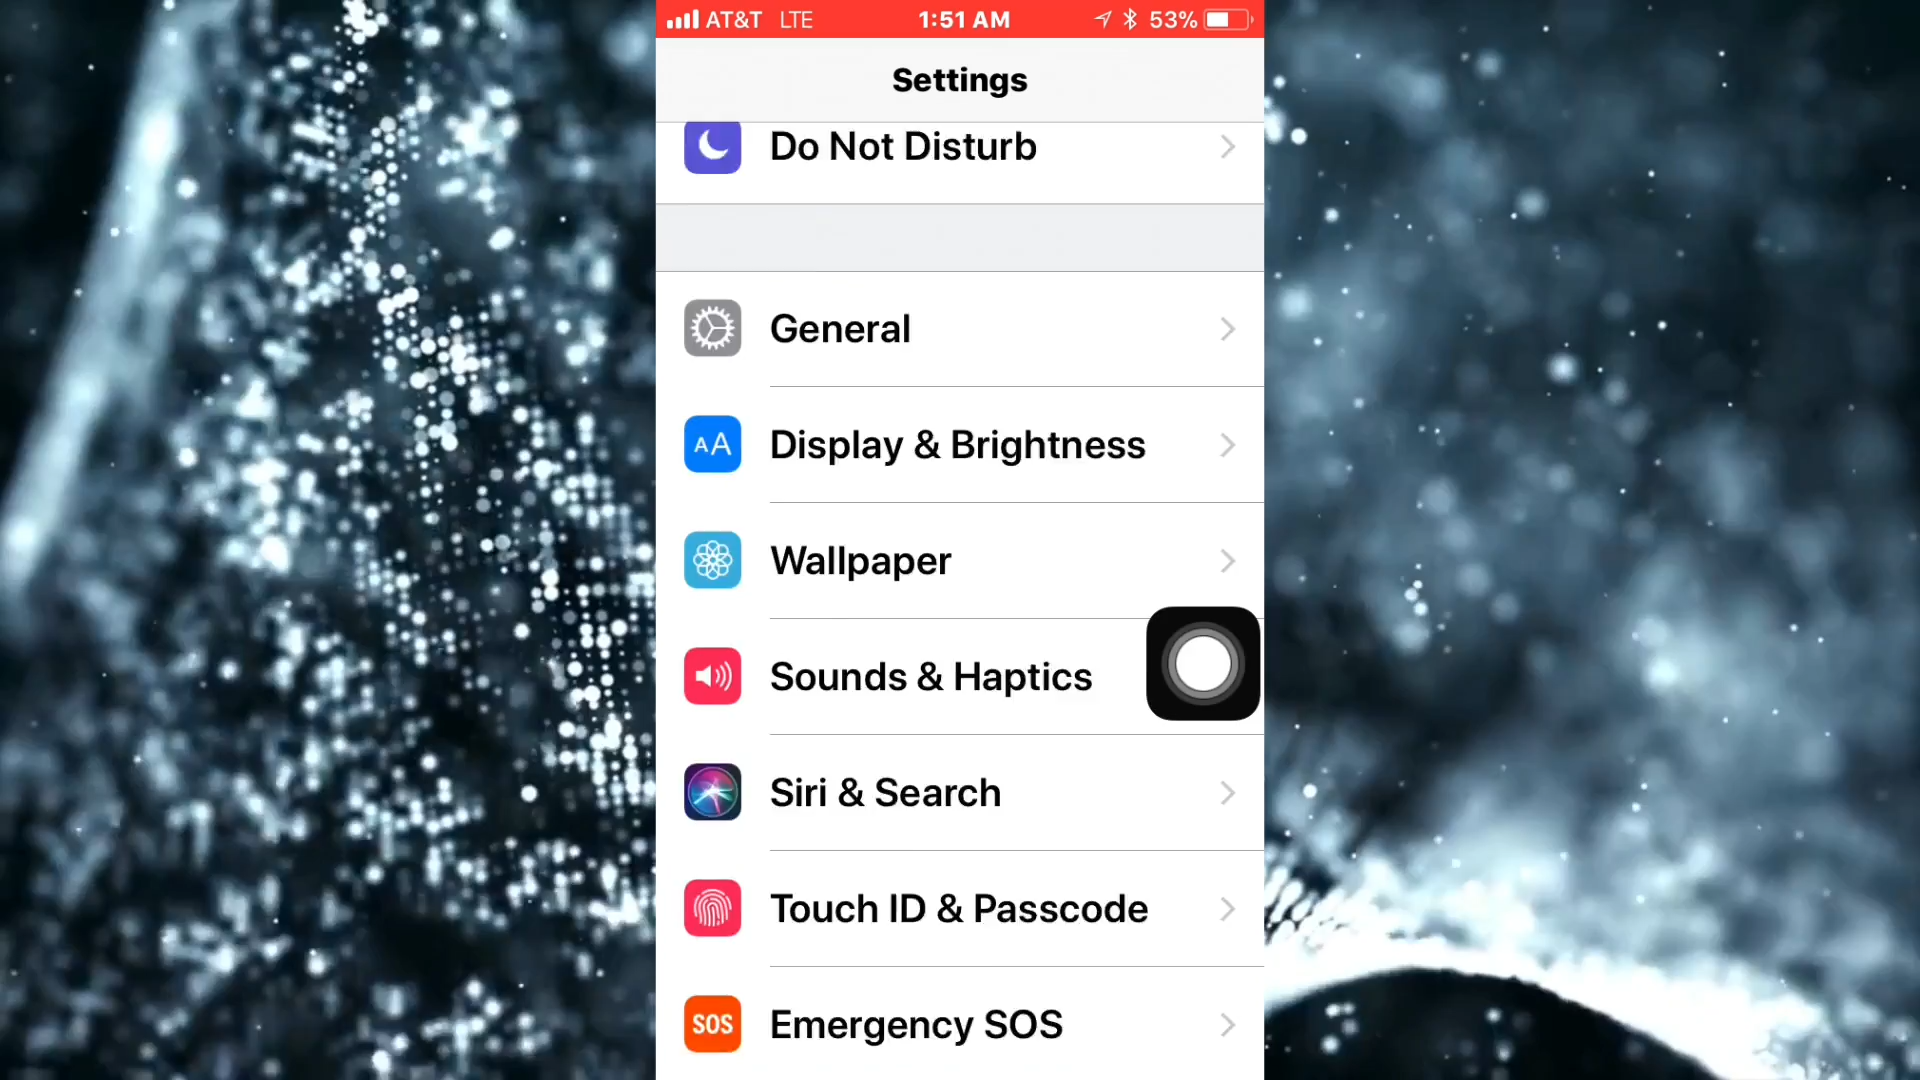 AT&T LTE 1:51 AM 53%
Settings
Do Not Disturb
General
AA Display & Brightness
Wallpaper
Sounds & Haptics
Siri & Search
Touch ID & Passcode
SOS Emergency SOS